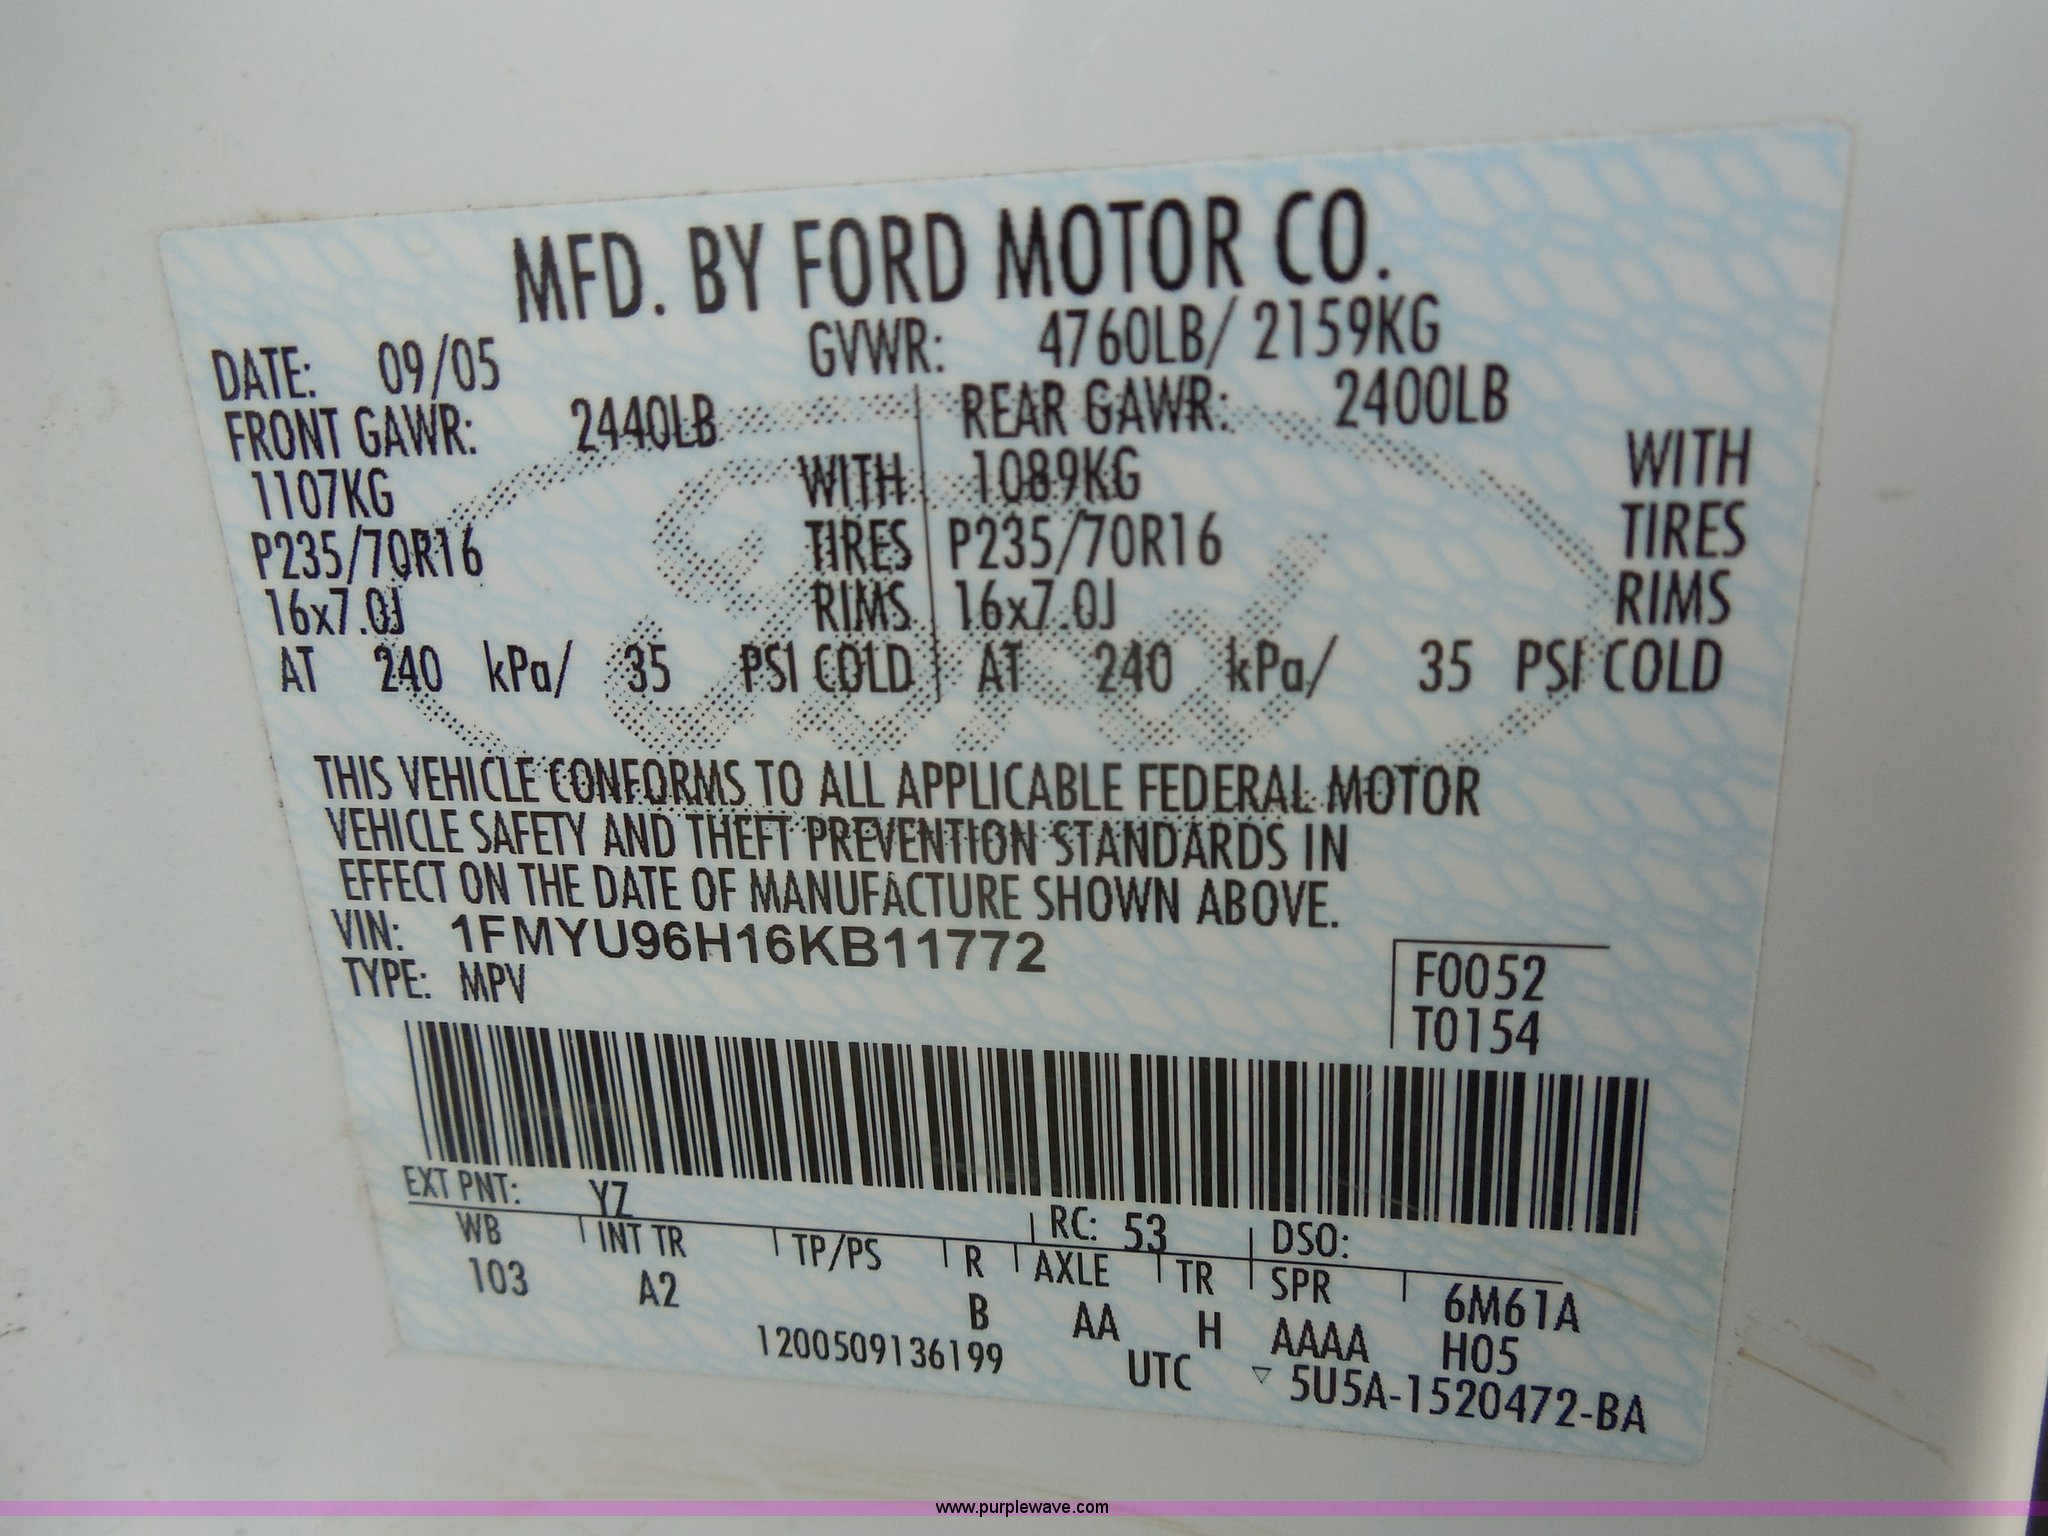 MFD. BY FORD MOTOR CO.
DATE: 09/05 GVWR: 4760LB/ 2159KG
FRONT GAWR: 2440LB REAR GAWR: 2400LB
1107KG WITH 1089KG WITH
P235/70R16 TIRES P235/70R16 TIRES
16x7.0J RIMS 16x7.0J RIMS
AT 240 kPa/ 35 PSI COLD AT 240 kPa/ 35 PSI COLD
Ford
THIS VEHICLE CONFORMS TO ALL APPLICABLE FEDERAL MOTOR
VEHICLE SAFETY AND THEFT PREVENTION STANDARDS IN
EFFECT ON THE DATE OF MANUFACTURE SHOWN ABOVE.
VIN: 1FMYU96H16KB11772
TYPE: MPV
F0052
T0154
EXT PNT: YZ RC: 53 DSO:
WB INT TR TP/PS R AXLE TR SPR 6M61A
103 A2 B AA H AAAA H05
1200509136199 UTC 5U5A-1520472-BA
www.purplewave.com